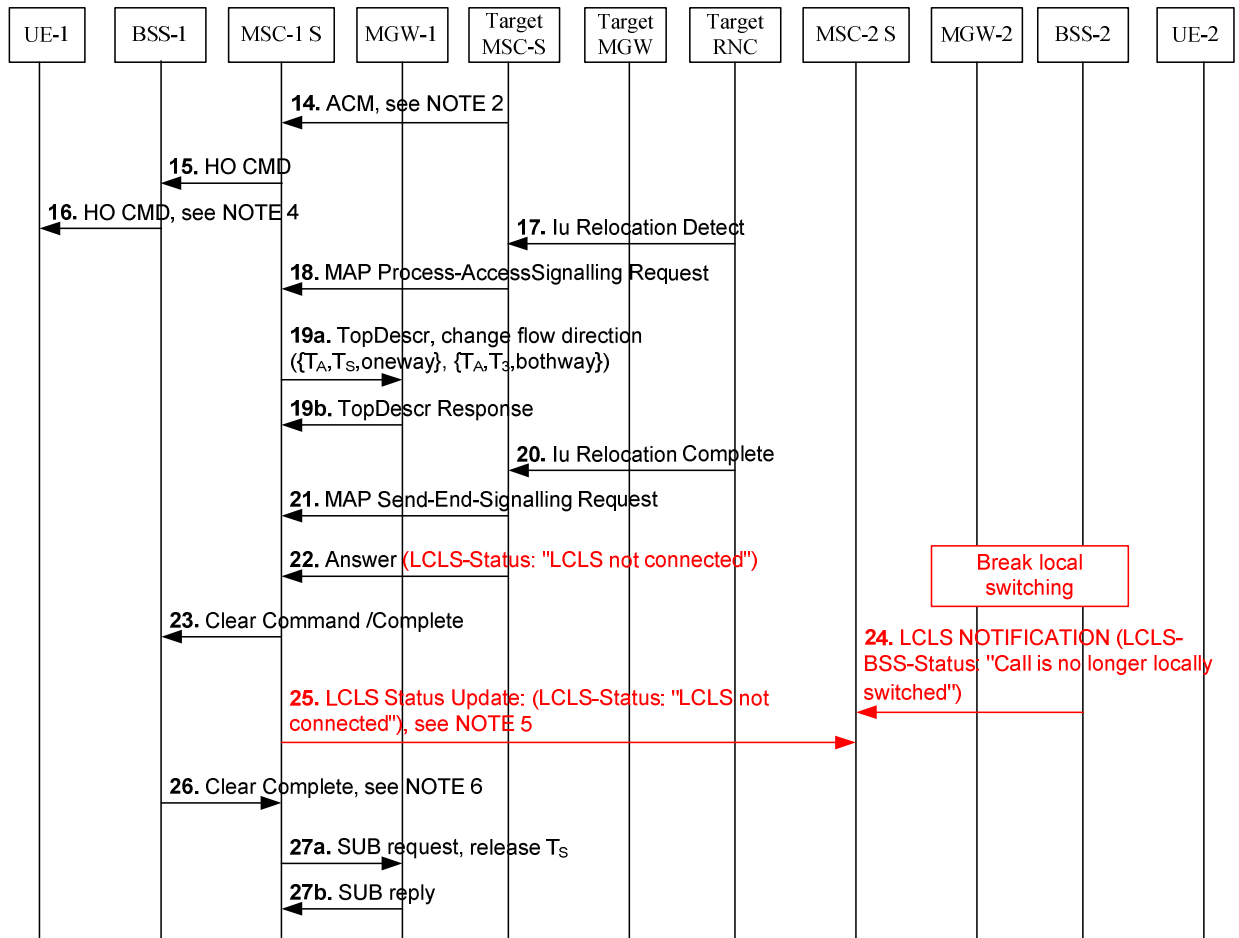 UE-1
BSS-1
MSC-1 S
MGW-1
Target
MSC-S
Target
MGW
Target
RNC
MSC-2 S
MGW-2
BSS-2
UE-2
14. ACM, see NOTE 2
15. HO CMD
16. HO CMD, see NOTE 4
17. Iu Relocation Detect
18. MAP Process-AccessSignalling Request
19a. TopDescr, change flow direction
({TA,TS,oneway}, {TA,T3,bothway})
19b. TopDescr Response
20. Iu Relocation Complete
21. MAP Send-End-Signalling Request
22. Answer (LCLS-Status: "LCLS not connected")
Break local
switching
23. Clear Command /Complete
24. LCLS NOTIFICATION (LCLS-
BSS-Status: "Call is no longer locally
switched")
25. LCLS Status Update: (LCLS-Status: "LCLS not
connected"), see NOTE 5
26. Clear Complete, see NOTE 6
27a. SUB request, release TS
27b. SUB reply